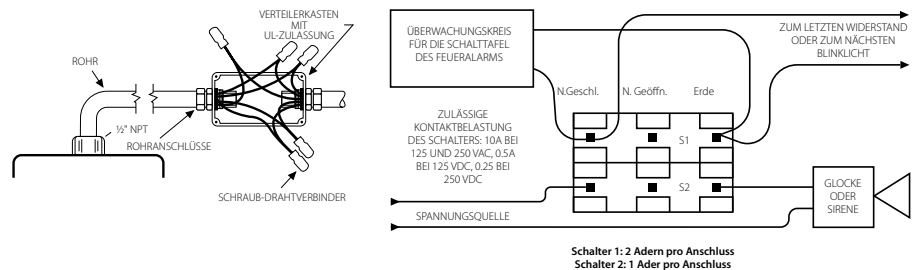 VERTEILERKASTEN
MIT
UL-ZULASSUNG
ROHR
½" NPT
ROHRANSCHLÜSSE
SCHRAUB-DRAHTVERBINDER
ÜBERWACHUNGSKREIS
FÜR DIE SCHALTTAFEL
DES FEUERALARMS
ZUM LETZTEN WIDERSTAND
ODER ZUM NÄCHSTEN
BLINKLICHT
N.Geschl.
N. Geöffn.
Erde
ZULÄSSIGE
KONTAKTBELASTUNG
DES SCHALTERS: 10A BEI
125 UND 250 VAC, 0.5A
BEI 125 VDC, 0.25 BEI
250 VDC
S1
S2
SPANNUNGSQUELLE
GLOCKE
ODER
SIRENE
Schalter 1: 2 Adern pro Anschluss
Schalter 2: 1 Ader pro Anschluss